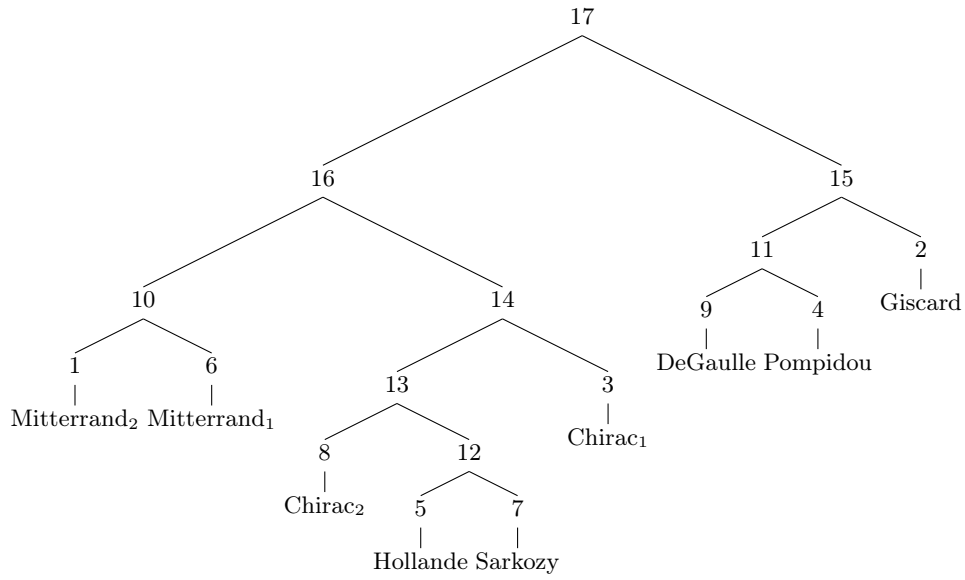 17
16 15
11 2
10 14 Giscard
9 4
1 6 13 3 DeGaulle Pompidou
Mitterrand₂ Mitterrand₁ Chirac₁
8 12
Chirac₂ 5 7
Hollande Sarkozy